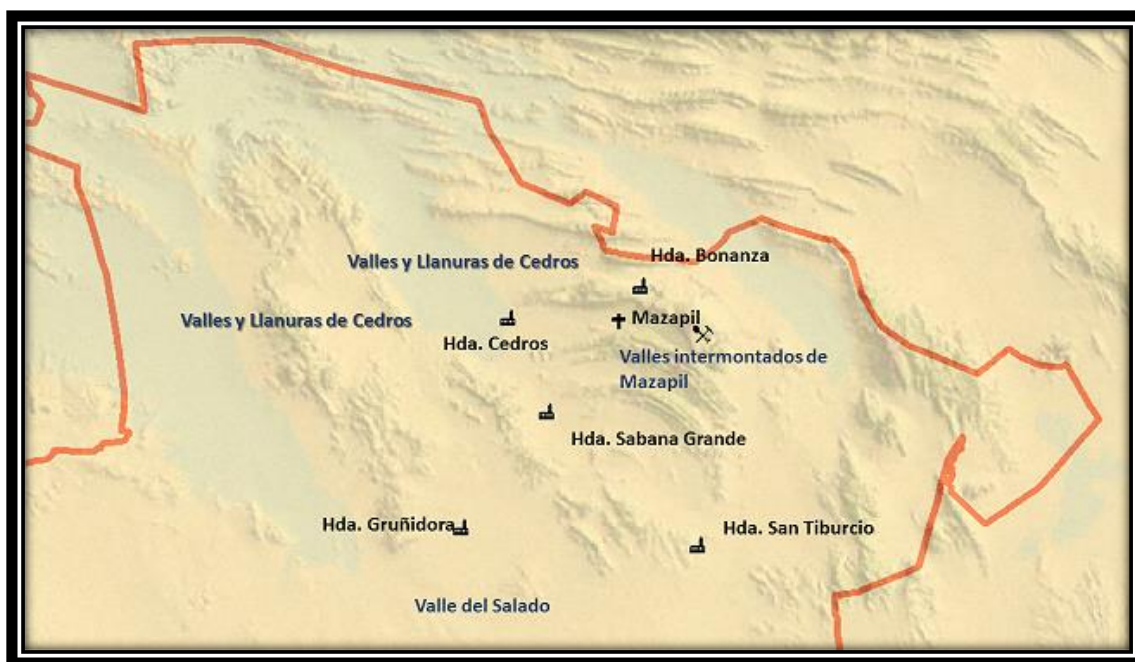 Hda. Bonanza
Valles y Llanuras de Cedros
Valles y Llanuras de Cedros
Mazapil
Hda. Cedros
Valles intermontados de
Mazapil
Hda. Sabana Grande
Hda. Gruñidora
Hda. San Tiburcio
Valle del Salado